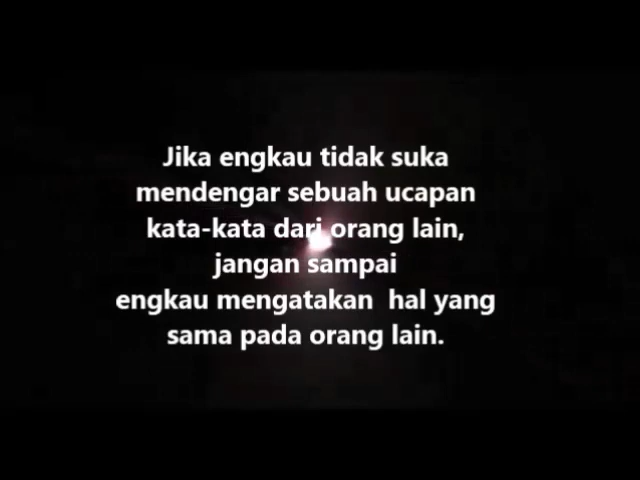 Jika engkau tidak suka
mendengar sebuah ucapan
kata-kata dari orang lain,
jangan sampai
engkau mengatakan  hal yang
sama pada orang lain.